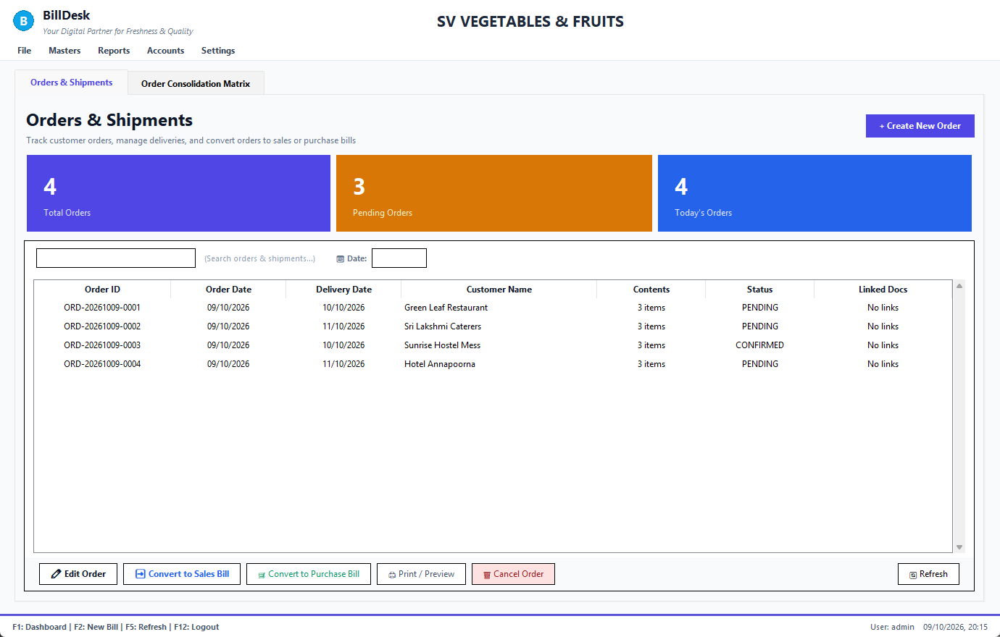 B
BillDesk
Your Digital Partner for Freshness & Quality
SV VEGETABLES & FRUITS
File Masters Reports Accounts Settings
Orders & Shipments Order Consolidation Matrix
Orders & Shipments
Track customer orders, manage deliveries, and convert orders to sales or purchase bills
+ Create New Order
4
Total Orders
3
Pending Orders
4
Today's Orders
(Search orders & shipments...) Date:
Order ID Order Date Delivery Date Customer Name Contents Status Linked Docs
ORD-20261009-0001 09/10/2026 10/10/2026 Green Leaf Restaurant 3 items PENDING No links
ORD-20261009-0002 09/10/2026 11/10/2026 Sri Lakshmi Caterers 3 items PENDING No links
ORD-20261009-0003 09/10/2026 10/10/2026 Sunrise Hostel Mess 3 items CONFIRMED No links
ORD-20261009-0004 09/10/2026 11/10/2026 Hotel Annapoorna 3 items PENDING No links
Edit Order Convert to Sales Bill Convert to Purchase Bill Print / Preview Cancel Order Refresh
F1: Dashboard | F2: New Bill | F5: Refresh | F12: Logout User: admin 09/10/2026, 20:15